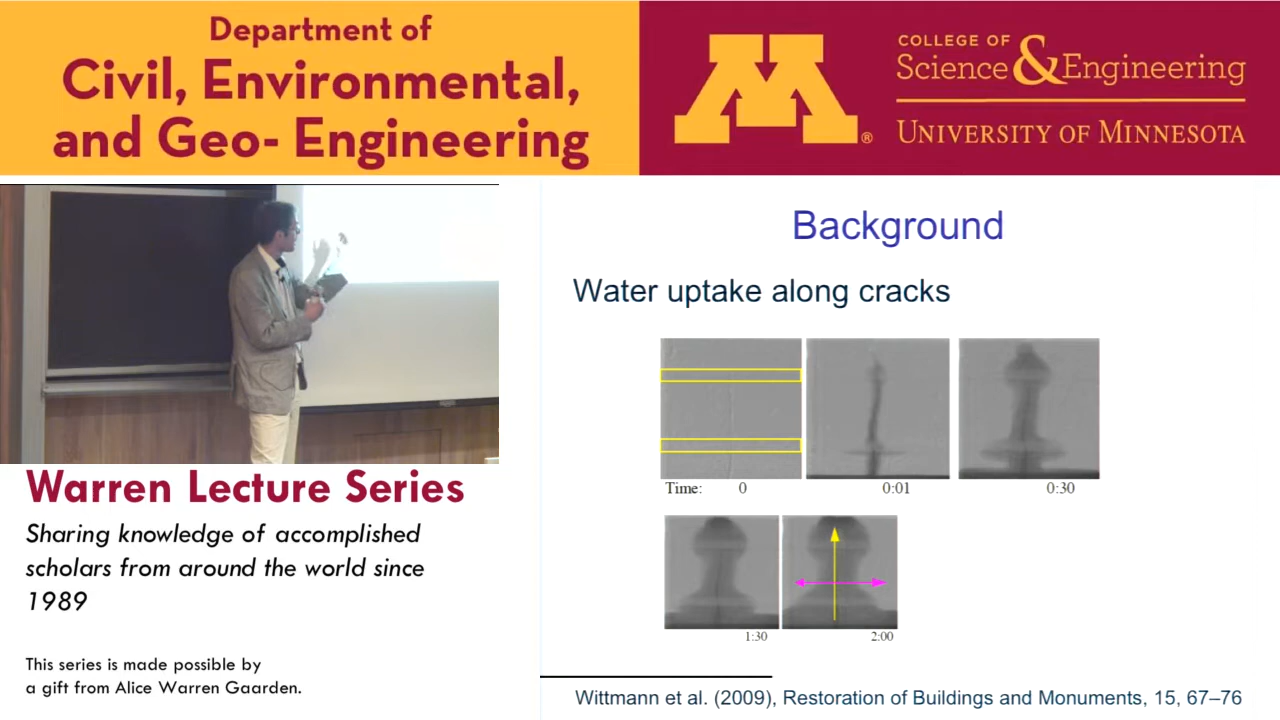 Department of
Civil, Environmental,
and Geo- Engineering
M®
COLLEGE OF
Science & Engineering
UNIVERSITY OF MINNESOTA
Background
Water uptake along cracks
Time: 0 0:01 0:30
1:30 2:00
Wittmann et al. (2009), Restoration of Buildings and Monuments, 15, 67–76
Warren Lecture Series
Sharing knowledge of accomplished
scholars from around the world since
1989
This series is made possible by
a gift from Alice Warren Gaarden.